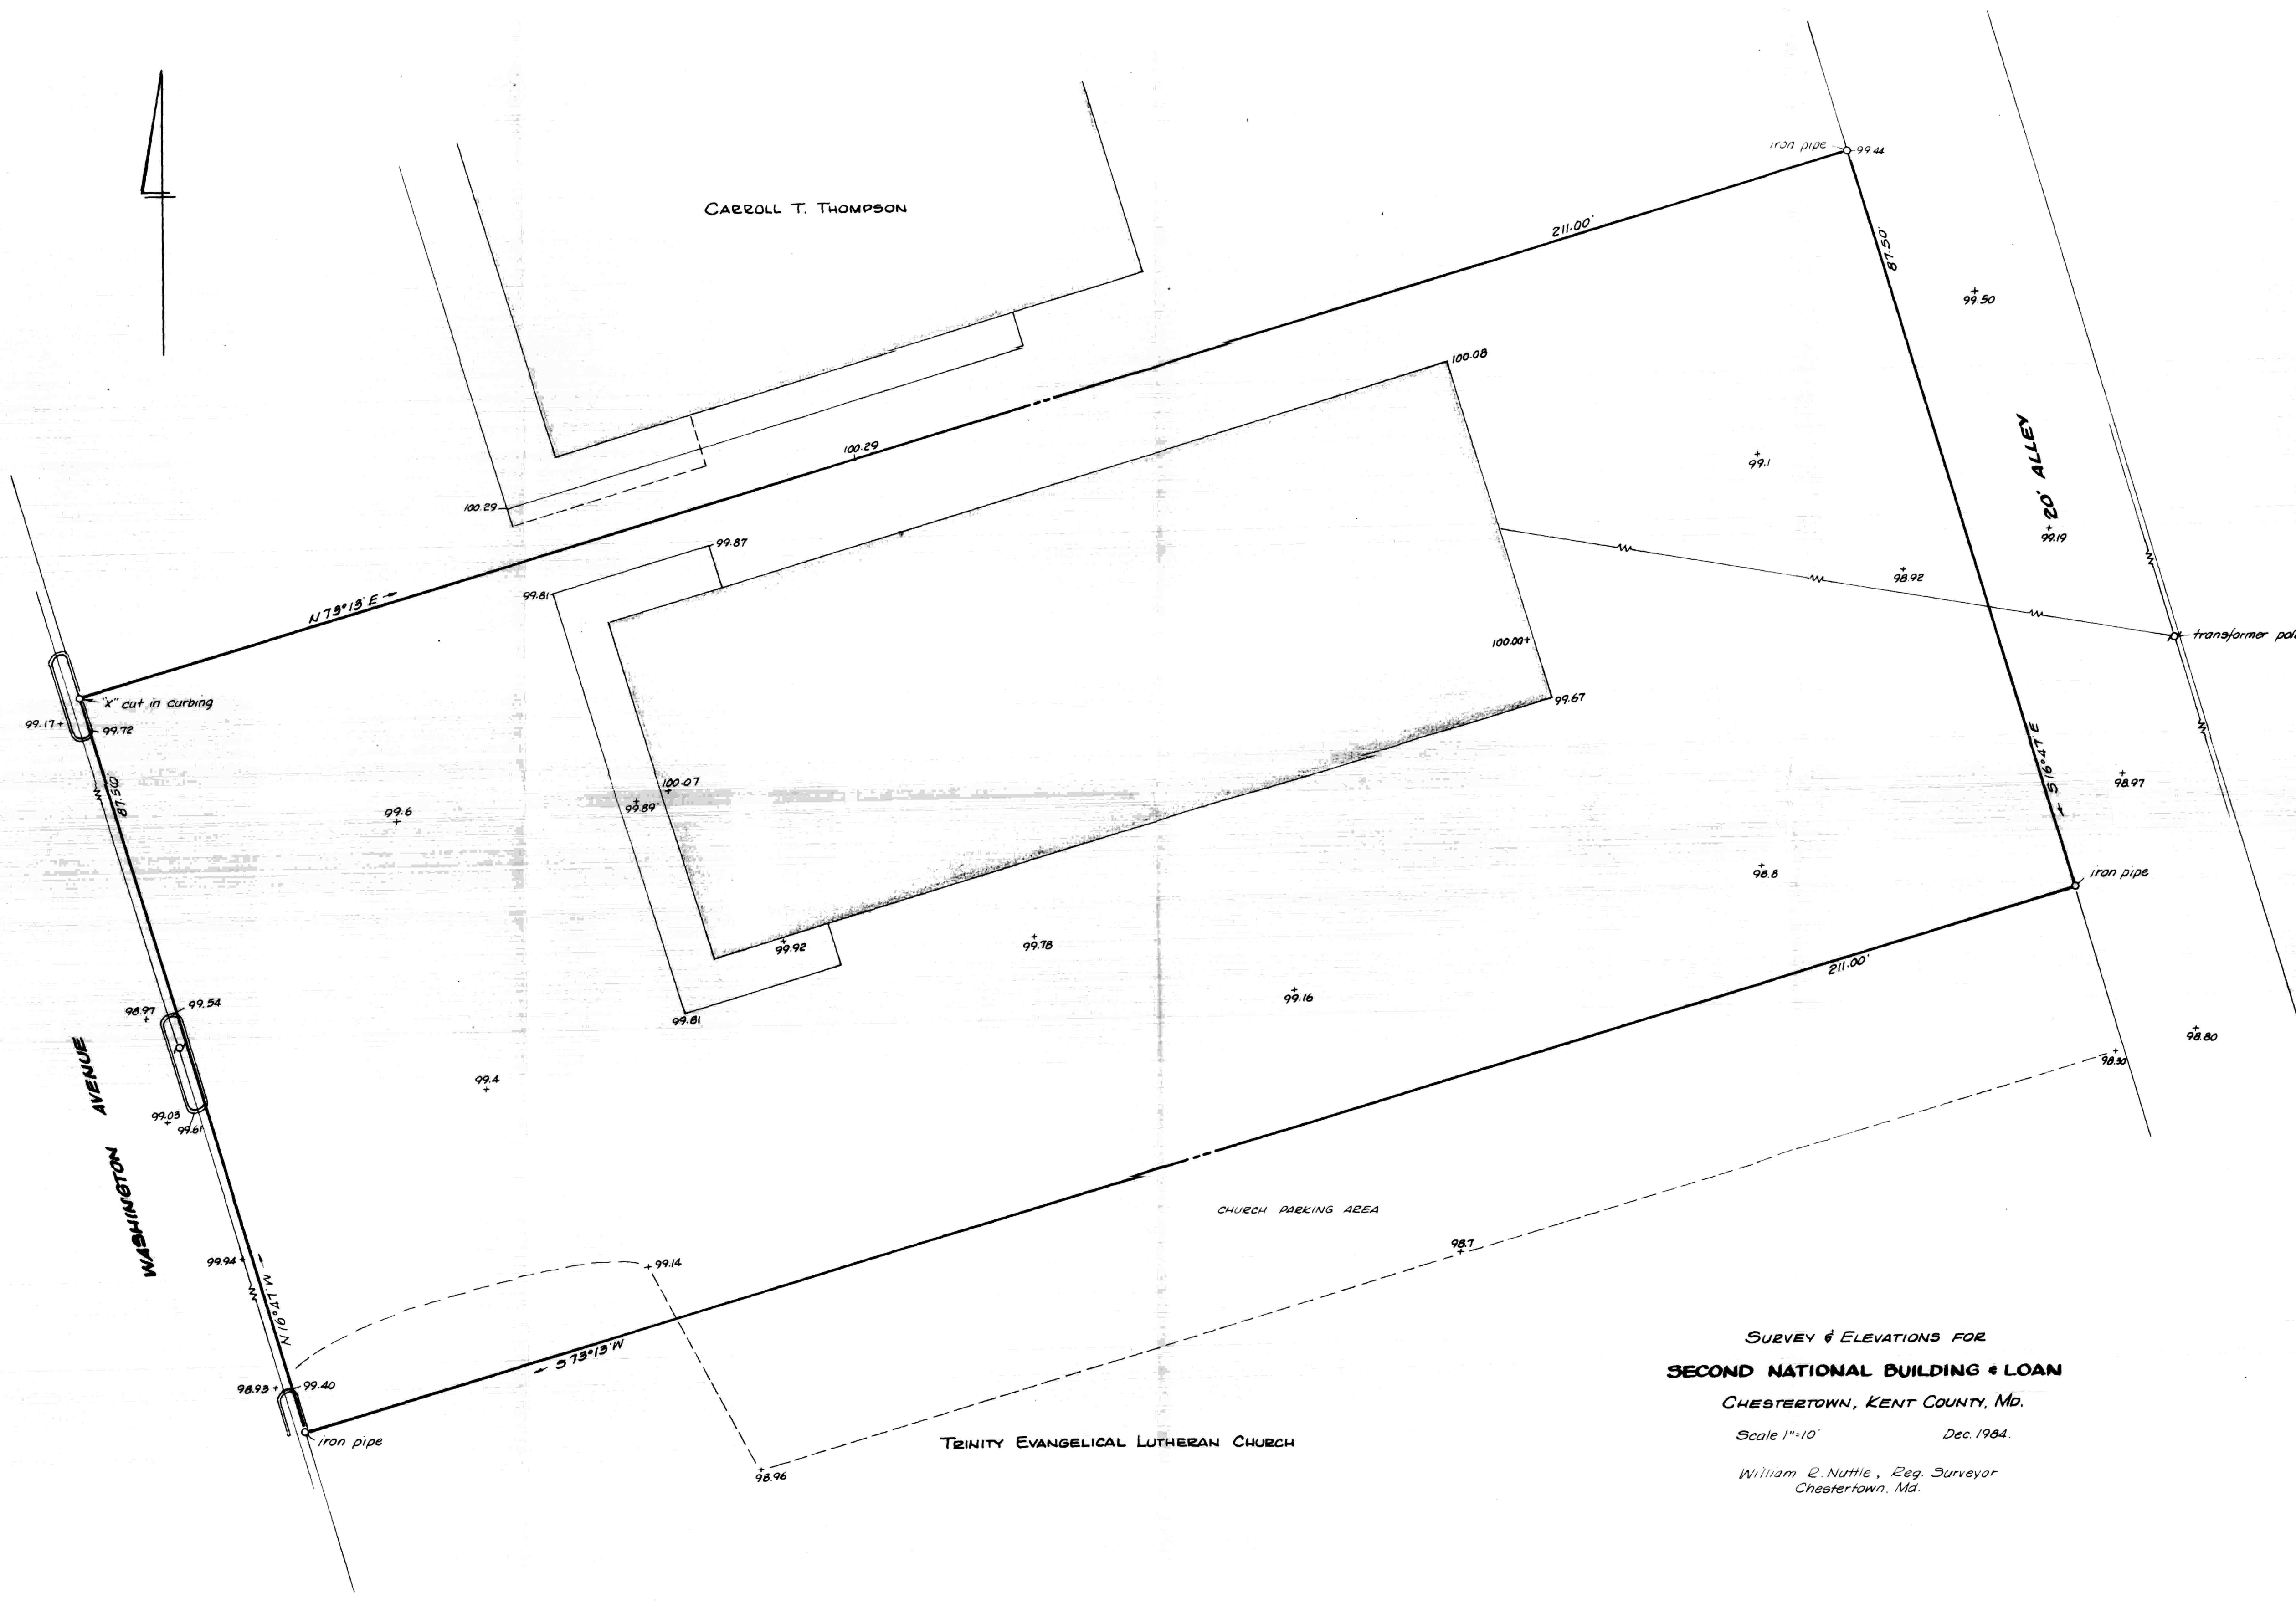 iron pipe
99.44
CARROLL T. THOMPSON
211.00'
87.50'
99.50
100.08
20' ALLEY
100.29
99.1
100.29
99.19
99.87
98.92
99.81
N 73°13' E
100.00
transformer
"X" cut in curbing
99.67
99.17
99.72
S 16°47' E
98.97
100.07
99.89
87.50'
99.6
98.8
iron pipe
99.92
99.78
211.00'
99.16
98.97
99.54
99.81
98.80
98.90
99.4
WASHINGTON AVENUE
99.03
99.61
CHURCH PARKING AREA
98.7
99.94
99.14
N 16°47' W
S 73°13' W
98.93
99.40
iron pipe
TRINITY EVANGELICAL LUTHERAN CHURCH
98.96
SURVEY & ELEVATIONS FOR
SECOND NATIONAL BUILDING & LOAN
CHESTERTOWN, KENT COUNTY, MD.
Scale 1"=10' Dec. 1984.
William R. Nuttle, Reg. Surveyor
Chestertown, Md.